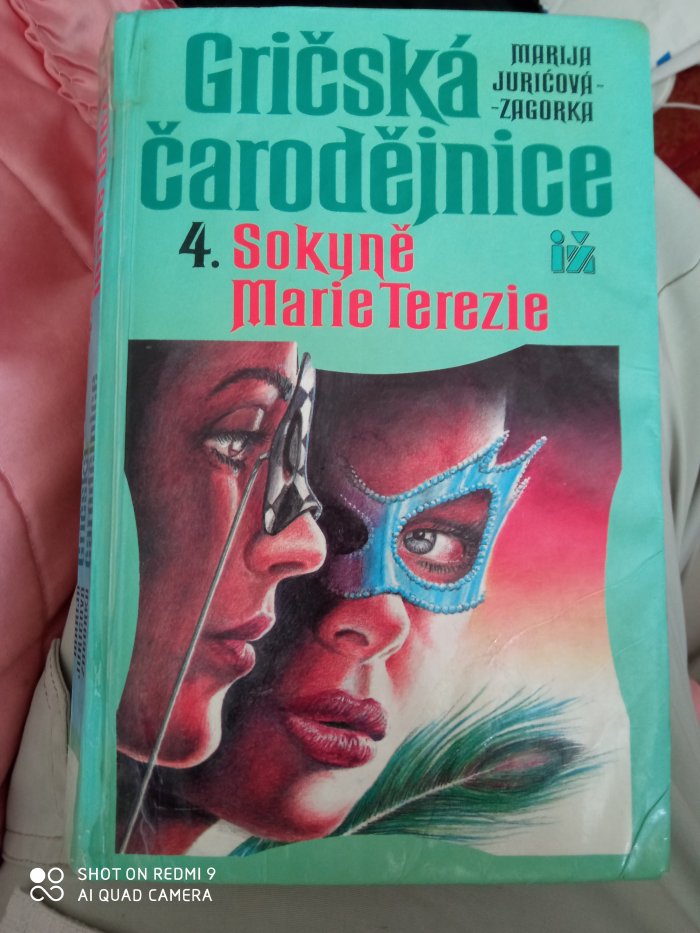 Gričská
MARIJA
JURIĆOVÁ-
-ZAGORKA
čarodějnice
4. Sokyně
Marie Terezie
iž
SHOT ON REDMI 9
AI QUAD CAMERA